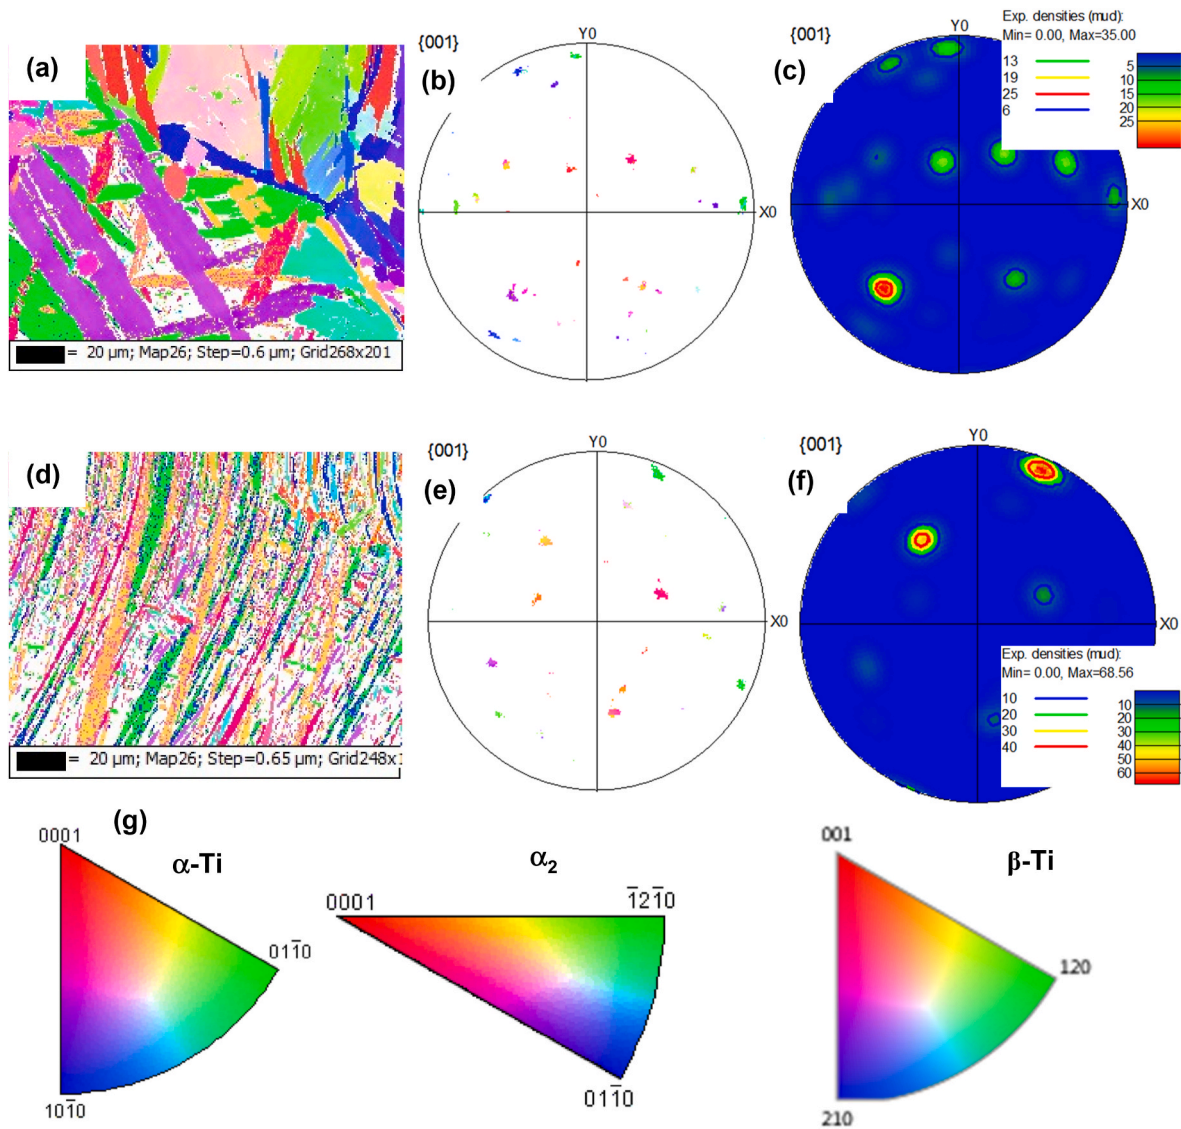 (a)
= 20 µm; Map26; Step=0.6 µm; Grid268x201
{001}
Y0
(b)
X0
{001}
Y0
(c)
X0
Exp. densities (mud):
Min= 0.00, Max=35.00
13
19
25
6
5
10
15
20
25
(d)
= 20 µm; Map26; Step=0.65 µm; Grid248x
{001}
Y0
(e)
X0
{001}
Y0
(f)
X0
Exp. densities (mud):
Min= 0.00, Max=68.56
10
20
30
40
10
20
30
40
50
60
(g)
0001
α-Ti
011̅0
101̅0
α₂
0001
1̅21̅0
011̅0
β-Ti
001
120
210